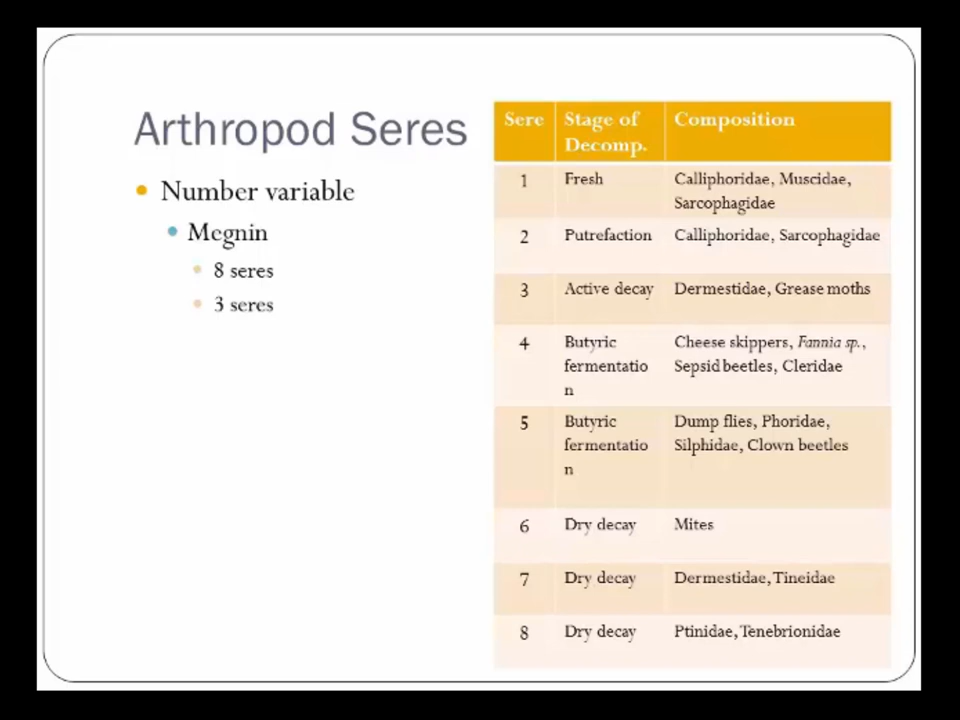 Arthropod Seres
Number variable
Megnin
8 seres
3 seres
Sere Stage of Decomp. Composition
1 Fresh Calliphoridae, Muscidae, Sarcophagidae
2 Putrefaction Calliphoridae, Sarcophagidae
3 Active decay Dermestidae, Grease moths
4 Butyric fermentatio n Cheese skippers, Fannia sp., Sepsid beetles, Cleridae
5 Butyric fermentatio n Dump flies, Phoridae, Silphidae, Clown beetles
6 Dry decay Mites
7 Dry decay Dermestidae, Tineidae
8 Dry decay Ptinidae, Tenebrionidae